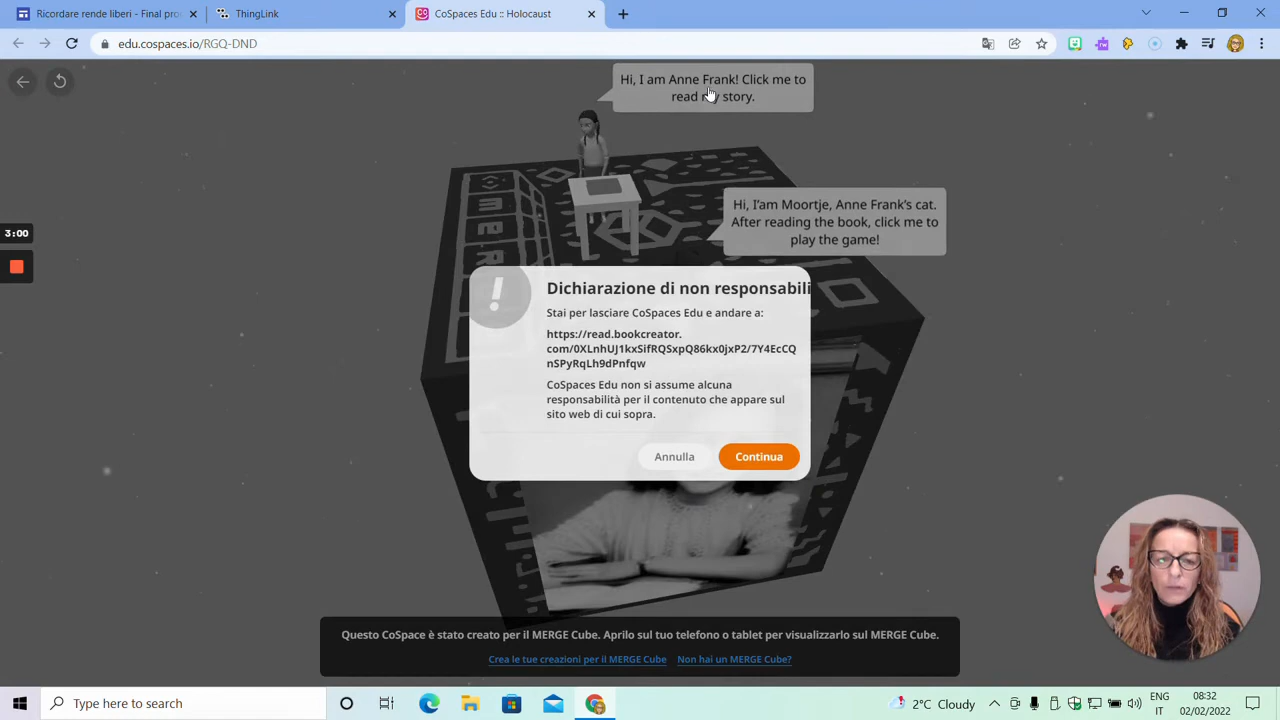 Ricordare rende liberi - Final pro
ThingLink
CoSpaces Edu :: Holocaust
edu.cospaces.io/RGQ-DND
Hi, I am Anne Frank! Click me to
read my story.
Hi, I'am Moortje, Anne Frank's cat.
After reading the book, click me to
play the game!
3:00
Dichiarazione di non responsabili
Stai per lasciare CoSpaces Edu e andare a:
https://read.bookcreator.
com/0XLnhUJ1kxSifRQSxpQ86kx0jxP2/7Y4EcCQ
nSPyRqLh9dPnfqw
CoSpaces Edu non si assume alcuna
responsabilità per il contenuto che appare sul
sito web di cui sopra.
Annulla
Continua
Questo CoSpace è stato creato per il MERGE Cube. Aprilo sul tuo telefono o tablet per visualizzarlo sul MERGE Cube.
Crea le tue creazioni per il MERGE Cube Non hai un MERGE Cube?
Type here to search
2°C Cloudy
ENG
IT
08:32
02/02/2022